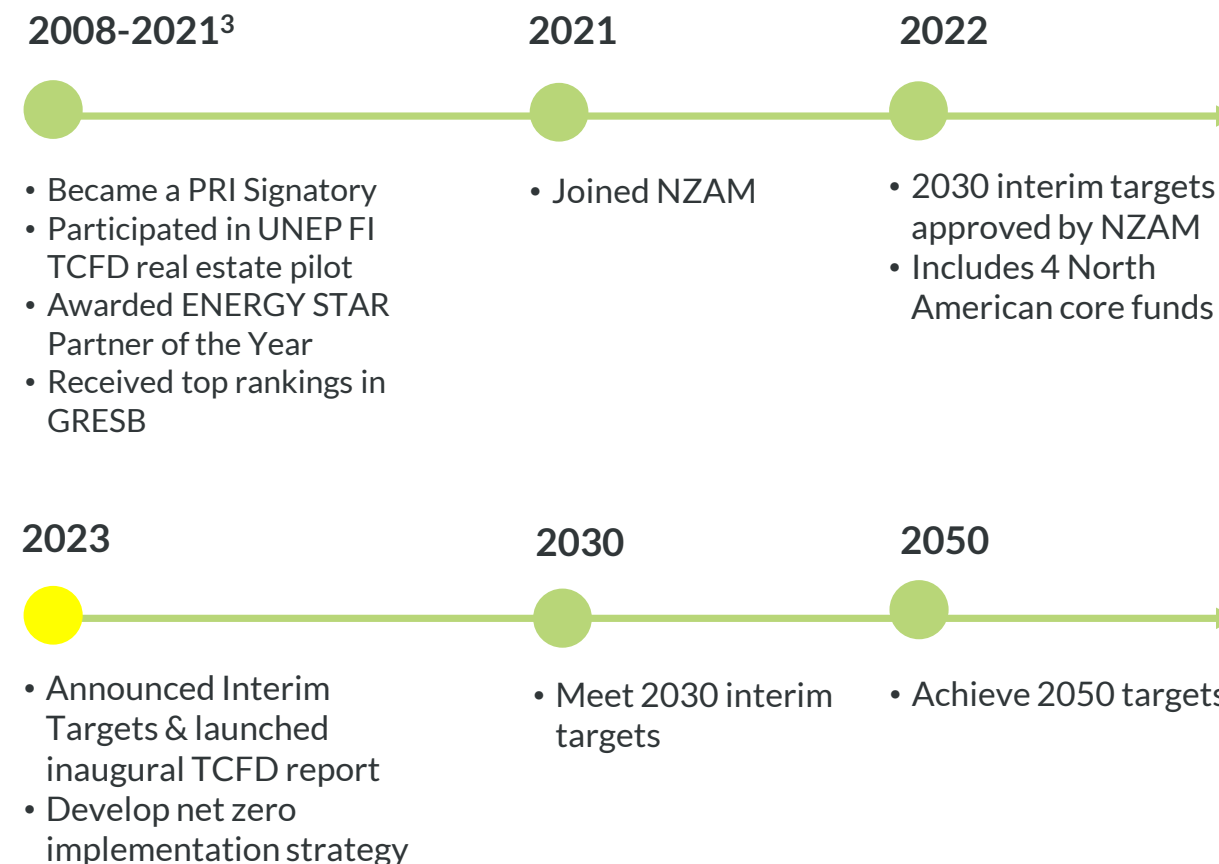 2008-2021³
2021
2022
• Became a PRI Signatory
• Participated in UNEP FI
TCFD real estate pilot
• Awarded ENERGY STAR
Partner of the Year
• Received top rankings in
GRESB
• Joined NZAM
• 2030 interim targets
approved by NZAM
• Includes 4 North
American core funds
2023
2030
2050
• Announced Interim
Targets & launched
inaugural TCFD report
• Develop net zero
implementation strategy
• Meet 2030 interim
targets
• Achieve 2050 targets